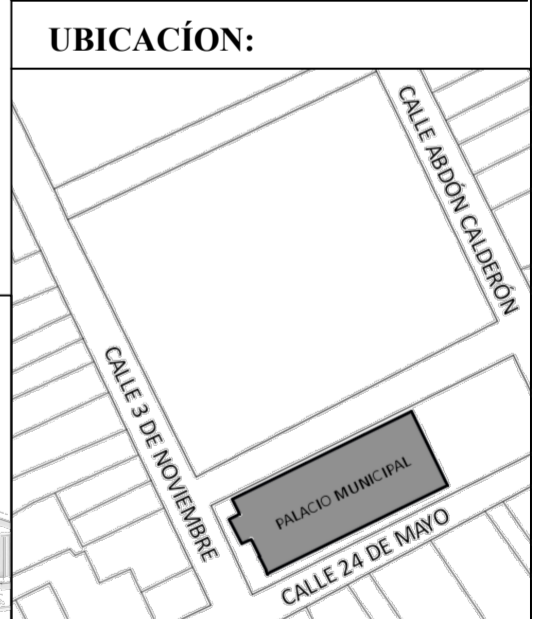 UBICACÍON:
CALLE ABDÓN CALDERÓN
CALLE 3 DE NOVIEMBRE
PALACIO MUNICIPAL
CALLE 24 DE MAYO